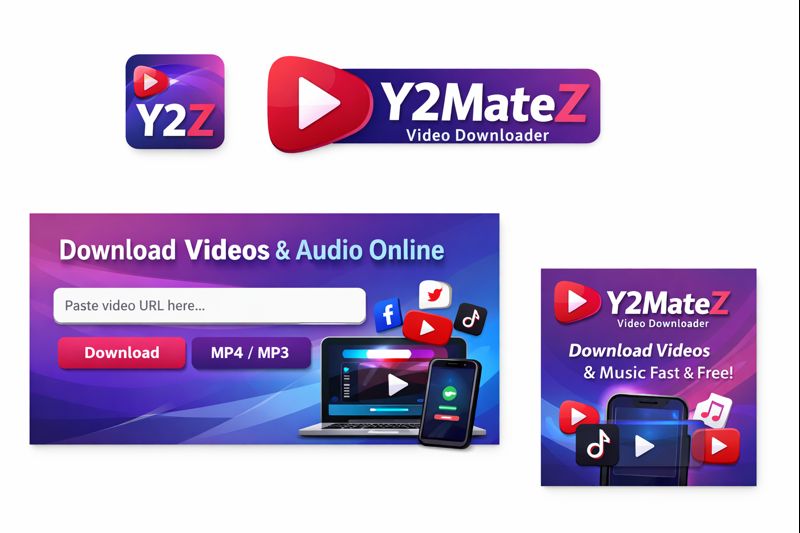 Y2Z
Y2MateZ
Video Downloader
Download Videos & Audio Online
Paste video URL here...
Download
MP4 / MP3
Y2MateZ
Video Downloader
Download Videos
& Music Fast & Free!